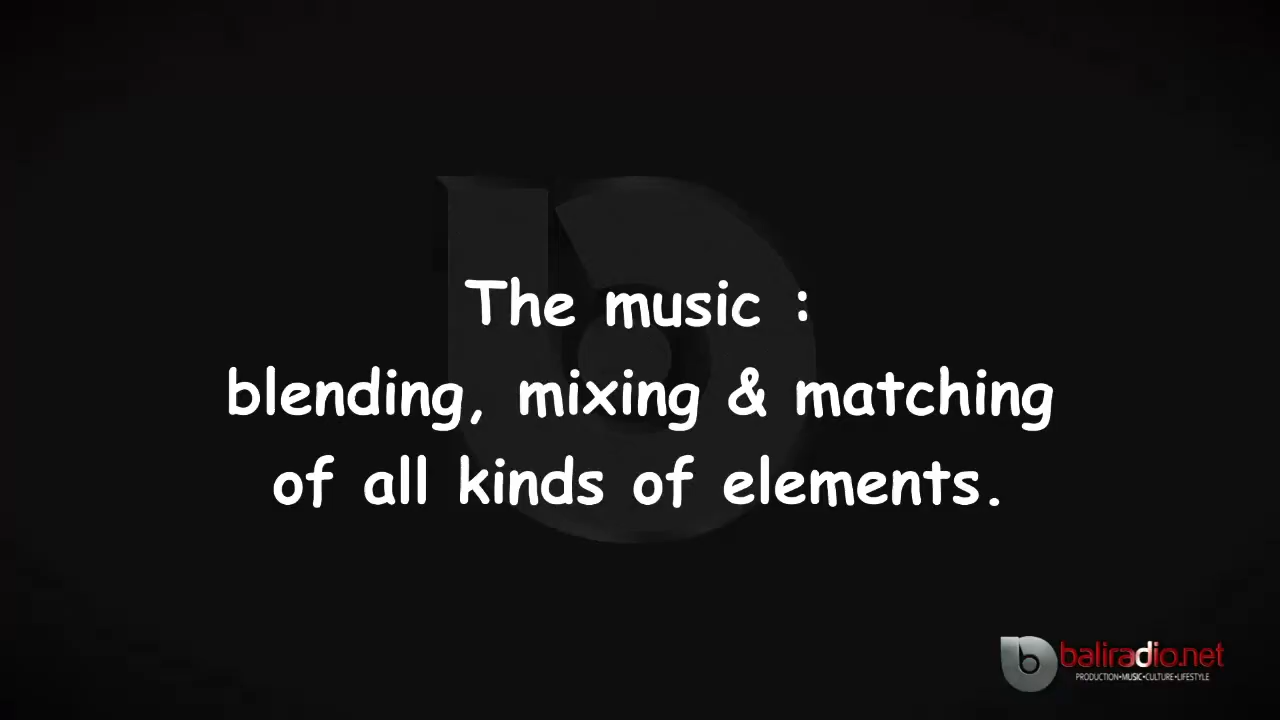 The music :
blending, mixing & matching
of all kinds of elements.
b baliradio.net
PRODUCTION•MUSIC•CULTURE•LIFESTYLE